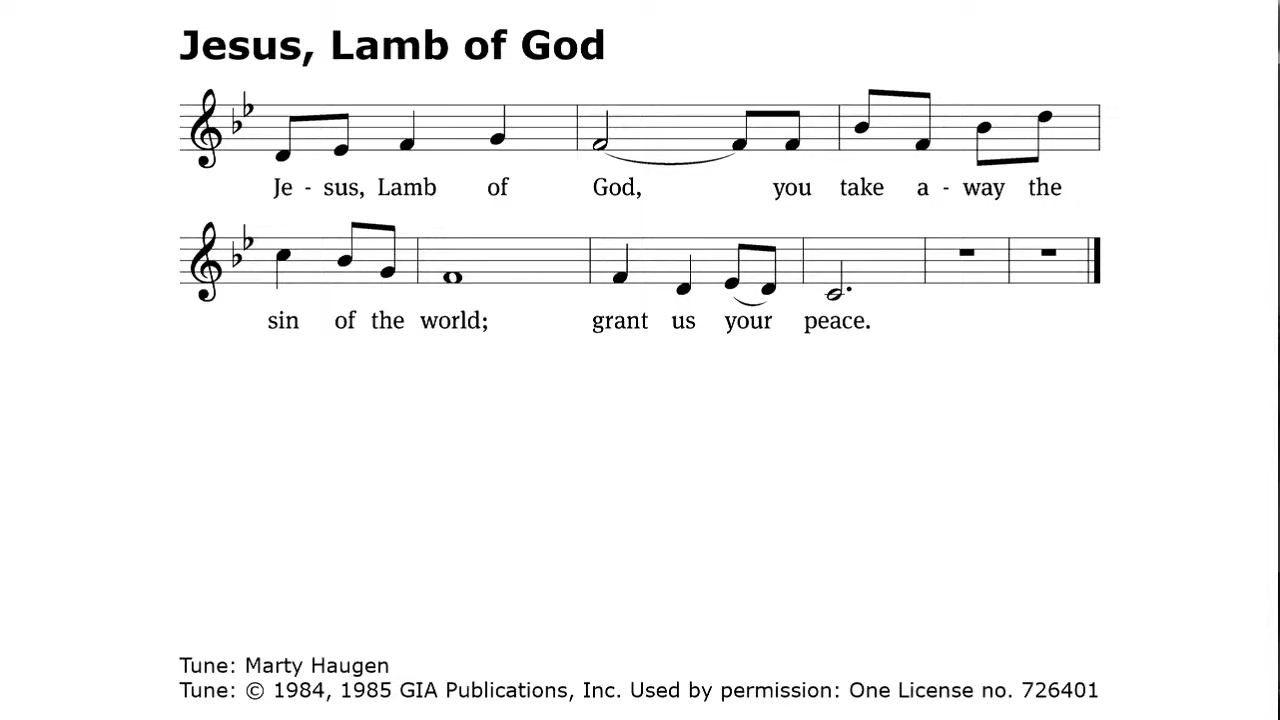 Jesus, Lamb of God
Je - sus, Lamb of God, you take a - way the
sin of the world; grant us your peace.
Tune: Marty Haugen
Tune: © 1984, 1985 GIA Publications, Inc. Used by permission: One License no. 726401